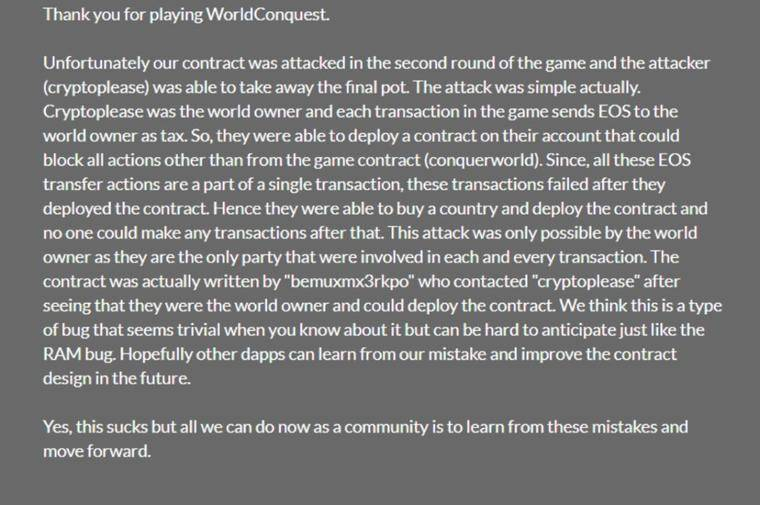 Thank you for playing WorldConquest.
Unfortunately our contract was attacked in the second round of the game and the attacker
(cryptoplease) was able to take away the final pot. The attack was simple actually.
Cryptoplease was the world owner and each transaction in the game sends EOS to the
world owner as tax. So, they were able to deploy a contract on their account that could
block all actions other than from the game contract (conquerworld). Since, all these EOS
transfer actions are a part of a single transaction, these transactions failed after they
deployed the contract. Hence they were able to buy a country and deploy the contract and
no one could make any transactions after that. This attack was only possible by the world
owner as they are the only party that were involved in each and every transaction. The
contract was actually written by "bemuxmx3rkpo" who contacted "cryptoplease" after
seeing that they were the world owner and could deploy the contract. We think this is a type
of bug that seems trivial when you know about it but can be hard to anticipate just like the
RAM bug. Hopefully other dapps can learn from our mistake and improve the contract
design in the future.
Yes, this sucks but all we can do now as a community is to learn from these mistakes and
move forward.